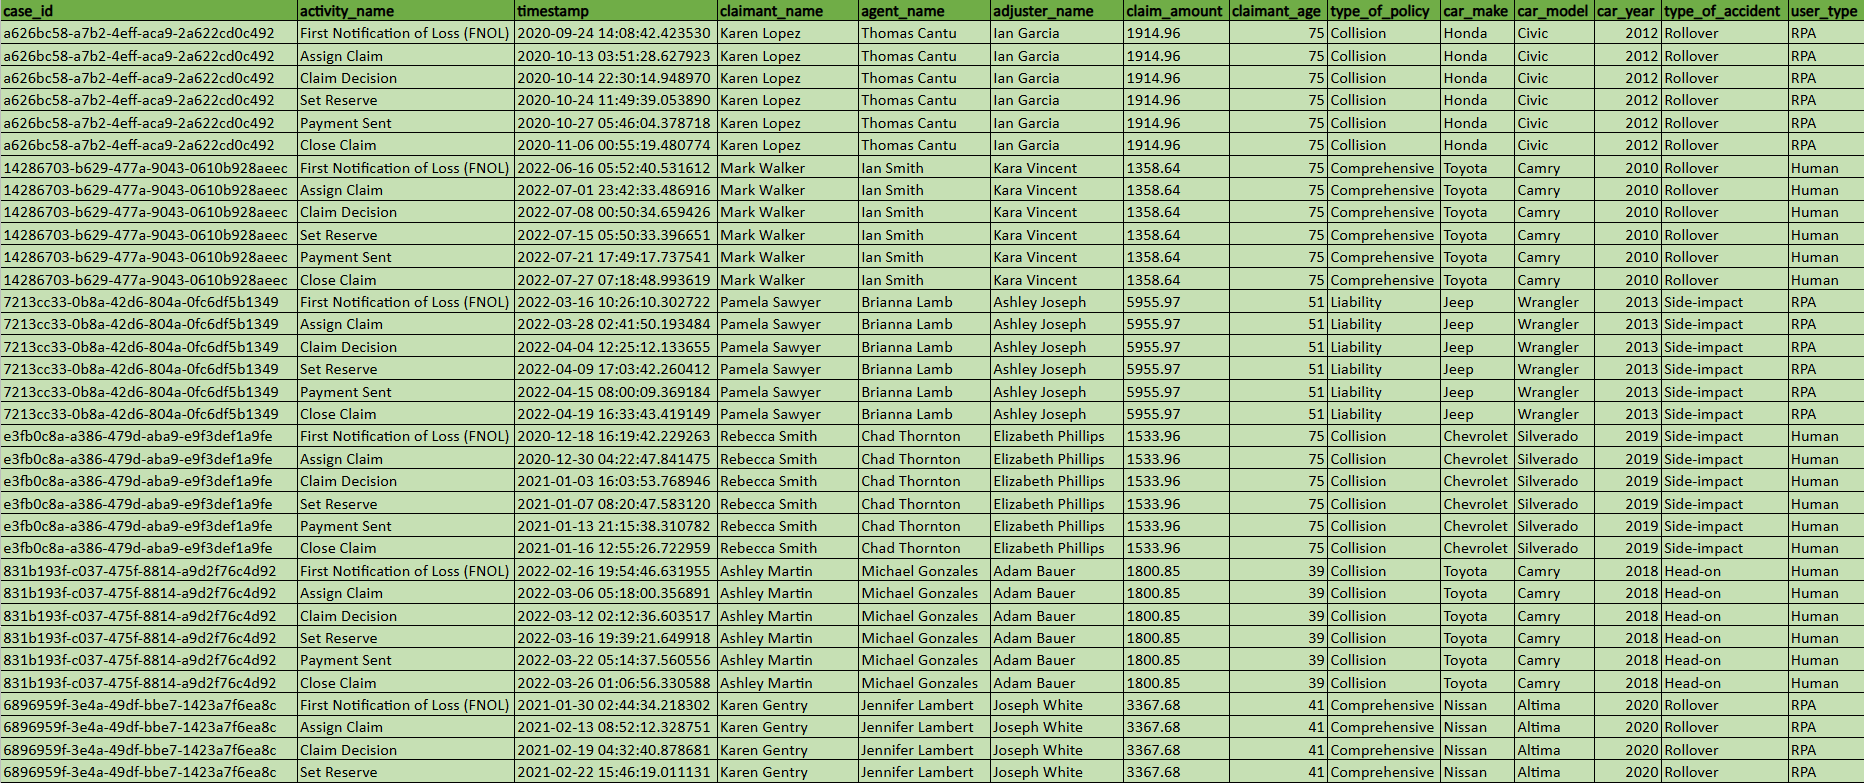 case_id activity_name timestamp claimant_name agent_name adjuster_name claim_amount claimant_age type_of_policy car_make car_model car_year type_of_accident user_type
a626bc58-a7b2-4eff-aca9-2a622cd0c492 First Notification of Loss (FNOL) 2020-09-24 14:08:42.423530 Karen Lopez Thomas Cantu Ian Garcia 1914.96 75 Collision Honda Civic 2012 Rollover RPA
a626bc58-a7b2-4eff-aca9-2a622cd0c492 Assign Claim 2020-10-13 03:51:28.627923 Karen Lopez Thomas Cantu Ian Garcia 1914.96 75 Collision Honda Civic 2012 Rollover RPA
a626bc58-a7b2-4eff-aca9-2a622cd0c492 Claim Decision 2020-10-14 22:30:14.948970 Karen Lopez Thomas Cantu Ian Garcia 1914.96 75 Collision Honda Civic 2012 Rollover RPA
a626bc58-a7b2-4eff-aca9-2a622cd0c492 Set Reserve 2020-10-24 11:49:39.053890 Karen Lopez Thomas Cantu Ian Garcia 1914.96 75 Collision Honda Civic 2012 Rollover RPA
a626bc58-a7b2-4eff-aca9-2a622cd0c492 Payment Sent 2020-10-27 05:46:04.378718 Karen Lopez Thomas Cantu Ian Garcia 1914.96 75 Collision Honda Civic 2012 Rollover RPA
a626bc58-a7b2-4eff-aca9-2a622cd0c492 Close Claim 2020-11-06 00:55:19.480774 Karen Lopez Thomas Cantu Ian Garcia 1914.96 75 Collision Honda Civic 2012 Rollover RPA
14286703-b629-477a-9043-0610b928aeec First Notification of Loss (FNOL) 2022-06-16 05:52:40.531612 Mark Walker Ian Smith Kara Vincent 1358.64 75 Comprehensive Toyota Camry 2010 Rollover Human
14286703-b629-477a-9043-0610b928aeec Assign Claim 2022-07-01 23:42:33.486916 Mark Walker Ian Smith Kara Vincent 1358.64 75 Comprehensive Toyota Camry 2010 Rollover Human
14286703-b629-477a-9043-0610b928aeec Claim Decision 2022-07-08 00:50:34.659426 Mark Walker Ian Smith Kara Vincent 1358.64 75 Comprehensive Toyota Camry 2010 Rollover Human
14286703-b629-477a-9043-0610b928aeec Set Reserve 2022-07-15 05:50:33.396651 Mark Walker Ian Smith Kara Vincent 1358.64 75 Comprehensive Toyota Camry 2010 Rollover Human
14286703-b629-477a-9043-0610b928aeec Payment Sent 2022-07-21 17:49:17.737541 Mark Walker Ian Smith Kara Vincent 1358.64 75 Comprehensive Toyota Camry 2010 Rollover Human
14286703-b629-477a-9043-0610b928aeec Close Claim 2022-07-27 07:18:48.993619 Mark Walker Ian Smith Kara Vincent 1358.64 75 Comprehensive Toyota Camry 2010 Rollover Human
7213cc33-0b8a-42d6-804a-0fc6df5b1349 First Notification of Loss (FNOL) 2022-03-16 10:26:10.302722 Pamela Sawyer Brianna Lamb Ashley Joseph 5955.97 51 Liability Jeep Wrangler 2013 Side-impact RPA
7213cc33-0b8a-42d6-804a-0fc6df5b1349 Assign Claim 2022-03-28 02:41:50.193484 Pamela Sawyer Brianna Lamb Ashley Joseph 5955.97 51 Liability Jeep Wrangler 2013 Side-impact RPA
7213cc33-0b8a-42d6-804a-0fc6df5b1349 Claim Decision 2022-04-04 12:25:12.133655 Pamela Sawyer Brianna Lamb Ashley Joseph 5955.97 51 Liability Jeep Wrangler 2013 Side-impact RPA
7213cc33-0b8a-42d6-804a-0fc6df5b1349 Set Reserve 2022-04-09 17:03:42.260412 Pamela Sawyer Brianna Lamb Ashley Joseph 5955.97 51 Liability Jeep Wrangler 2013 Side-impact RPA
7213cc33-0b8a-42d6-804a-0fc6df5b1349 Payment Sent 2022-04-15 08:00:09.369184 Pamela Sawyer Brianna Lamb Ashley Joseph 5955.97 51 Liability Jeep Wrangler 2013 Side-impact RPA
7213cc33-0b8a-42d6-804a-0fc6df5b1349 Close Claim 2022-04-19 16:33:43.419149 Pamela Sawyer Brianna Lamb Ashley Joseph 5955.97 51 Liability Jeep Wrangler 2013 Side-impact RPA
e3fb0c8a-a386-479d-aba9-e9f3def1a9fe First Notification of Loss (FNOL) 2020-12-18 16:19:42.229263 Rebecca Smith Chad Thornton Elizabeth Phillips 1533.96 75 Collision Chevrolet Silverado 2019 Side-impact Human
e3fb0c8a-a386-479d-aba9-e9f3def1a9fe Assign Claim 2020-12-30 04:22:47.841475 Rebecca Smith Chad Thornton Elizabeth Phillips 1533.96 75 Collision Chevrolet Silverado 2019 Side-impact Human
e3fb0c8a-a386-479d-aba9-e9f3def1a9fe Claim Decision 2021-01-03 16:03:53.768946 Rebecca Smith Chad Thornton Elizabeth Phillips 1533.96 75 Collision Chevrolet Silverado 2019 Side-impact Human
e3fb0c8a-a386-479d-aba9-e9f3def1a9fe Set Reserve 2021-01-07 08:20:47.583120 Rebecca Smith Chad Thornton Elizabeth Phillips 1533.96 75 Collision Chevrolet Silverado 2019 Side-impact Human
e3fb0c8a-a386-479d-aba9-e9f3def1a9fe Payment Sent 2021-01-13 21:15:38.310782 Rebecca Smith Chad Thornton Elizabeth Phillips 1533.96 75 Collision Chevrolet Silverado 2019 Side-impact Human
e3fb0c8a-a386-479d-aba9-e9f3def1a9fe Close Claim 2021-01-16 12:55:26.722959 Rebecca Smith Chad Thornton Elizabeth Phillips 1533.96 75 Collision Chevrolet Silverado 2019 Side-impact Human
831b193f-c037-475f-8814-a9d2f76c4d92 First Notification of Loss (FNOL) 2022-02-16 19:54:46.631955 Ashley Martin Michael Gonzales Adam Bauer 1800.85 39 Collision Toyota Camry 2018 Head-on Human
831b193f-c037-475f-8814-a9d2f76c4d92 Assign Claim 2022-03-06 05:18:00.356891 Ashley Martin Michael Gonzales Adam Bauer 1800.85 39 Collision Toyota Camry 2018 Head-on Human
831b193f-c037-475f-8814-a9d2f76c4d92 Claim Decision 2022-03-12 02:12:36.603517 Ashley Martin Michael Gonzales Adam Bauer 1800.85 39 Collision Toyota Camry 2018 Head-on Human
831b193f-c037-475f-8814-a9d2f76c4d92 Set Reserve 2022-03-16 19:39:21.649918 Ashley Martin Michael Gonzales Adam Bauer 1800.85 39 Collision Toyota Camry 2018 Head-on Human
831b193f-c037-475f-8814-a9d2f76c4d92 Payment Sent 2022-03-22 05:14:37.560556 Ashley Martin Michael Gonzales Adam Bauer 1800.85 39 Collision Toyota Camry 2018 Head-on Human
831b193f-c037-475f-8814-a9d2f76c4d92 Close Claim 2022-03-26 01:06:56.330588 Ashley Martin Michael Gonzales Adam Bauer 1800.85 39 Collision Toyota Camry 2018 Head-on Human
6896959f-3e4a-49df-bbe7-1423a7f6ea8c First Notification of Loss (FNOL) 2021-01-30 02:44:34.218302 Karen Gentry Jennifer Lambert Joseph White 3367.68 41 Comprehensive Nissan Altima 2020 Rollover RPA
6896959f-3e4a-49df-bbe7-1423a7f6ea8c Assign Claim 2021-02-13 08:52:12.328751 Karen Gentry Jennifer Lambert Joseph White 3367.68 41 Comprehensive Nissan Altima 2020 Rollover RPA
6896959f-3e4a-49df-bbe7-1423a7f6ea8c Claim Decision 2021-02-19 04:32:40.878681 Karen Gentry Jennifer Lambert Joseph White 3367.68 41 Comprehensive Nissan Altima 2020 Rollover RPA
6896959f-3e4a-49df-bbe7-1423a7f6ea8c Set Reserve 2021-02-22 15:46:19.011131 Karen Gentry Jennifer Lambert Joseph White 3367.68 41 Comprehensive Nissan Altima 2020 Rollover RPA